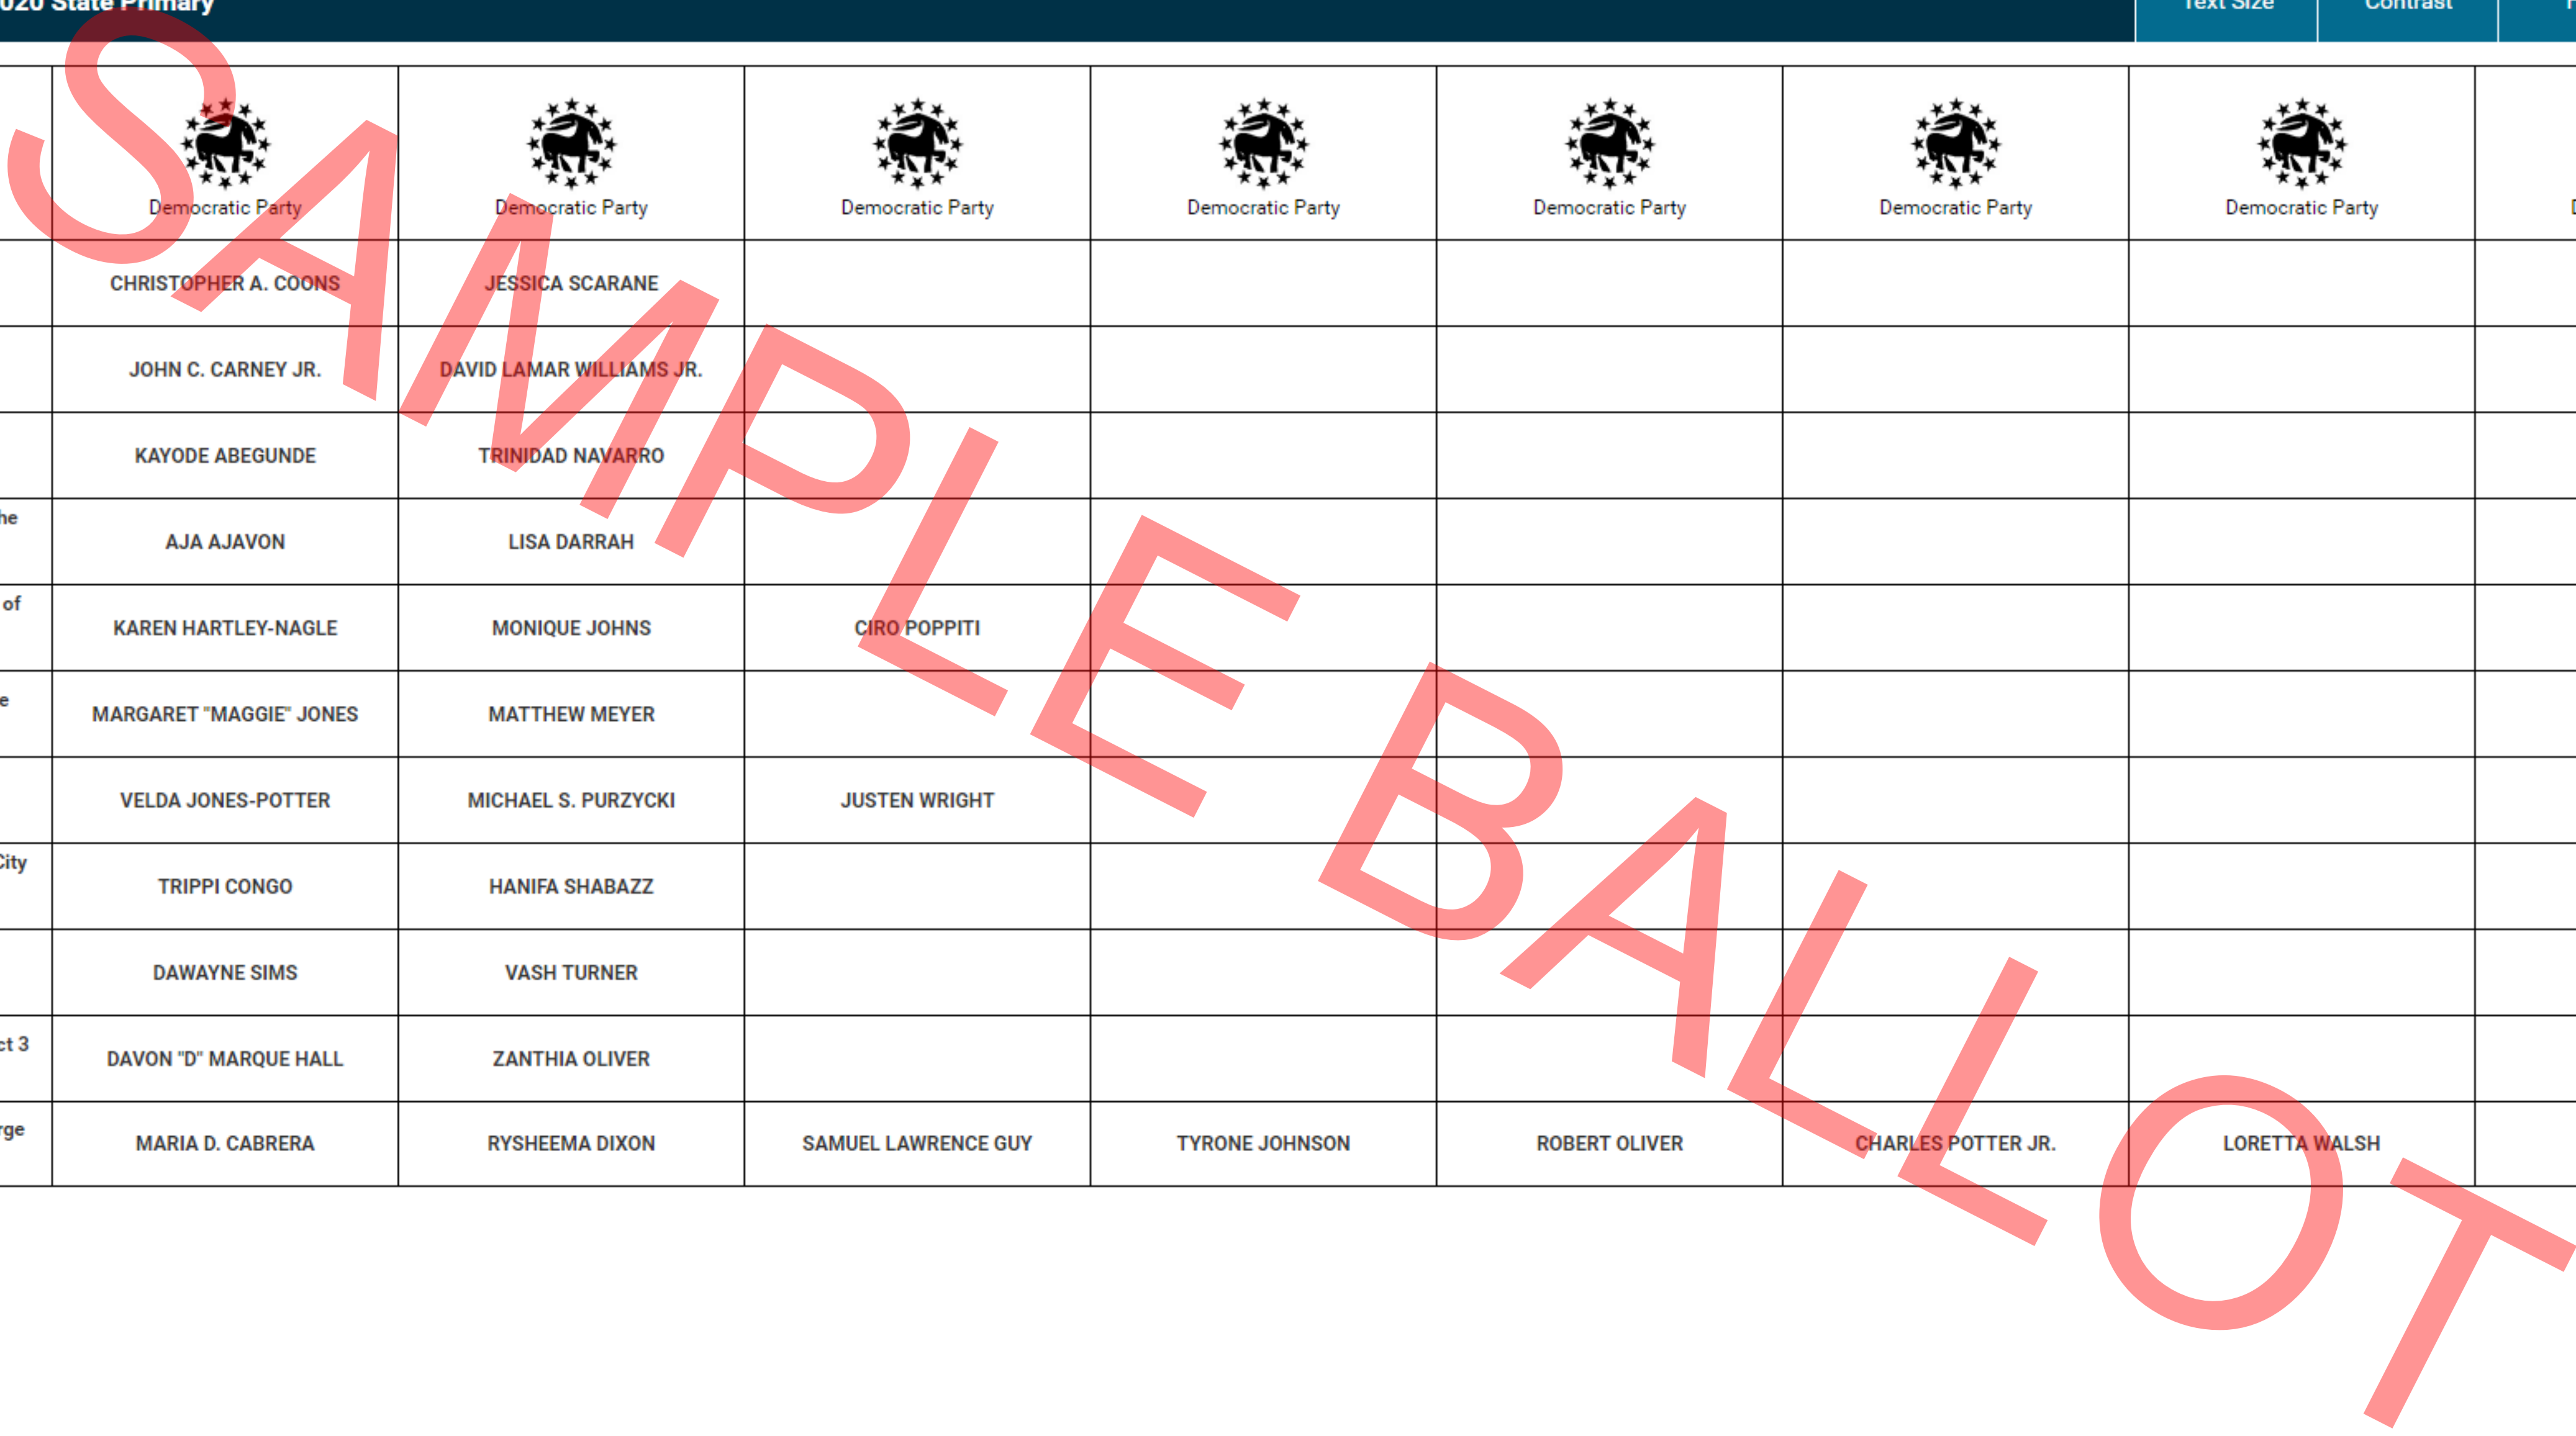 020 State Primary
Text Size Contrast
Democratic Party Democratic Party Democratic Party Democratic Party Democratic Party Democratic Party Democratic Party
CHRISTOPHER A. COONS JESSICA SCARANE
JOHN C. CARNEY JR. DAVID LAMAR WILLIAMS JR.
KAYODE ABEGUNDE TRINIDAD NAVARRO
he AJA AJAVON LISA DARRAH
of KAREN HARTLEY-NAGLE MONIQUE JOHNS CIRO POPPITI
e MARGARET "MAGGIE" JONES MATTHEW MEYER
VELDA JONES-POTTER MICHAEL S. PURZYCKI JUSTEN WRIGHT
City TRIPPI CONGO HANIFA SHABAZZ
DAWAYNE SIMS VASH TURNER
ct 3 DAVON "D" MARQUE HALL ZANTHIA OLIVER
rge MARIA D. CABRERA RYSHEEMA DIXON SAMUEL LAWRENCE GUY TYRONE JOHNSON ROBERT OLIVER CHARLES POTTER JR. LORETTA WALSH
SAMPLE BALLOT